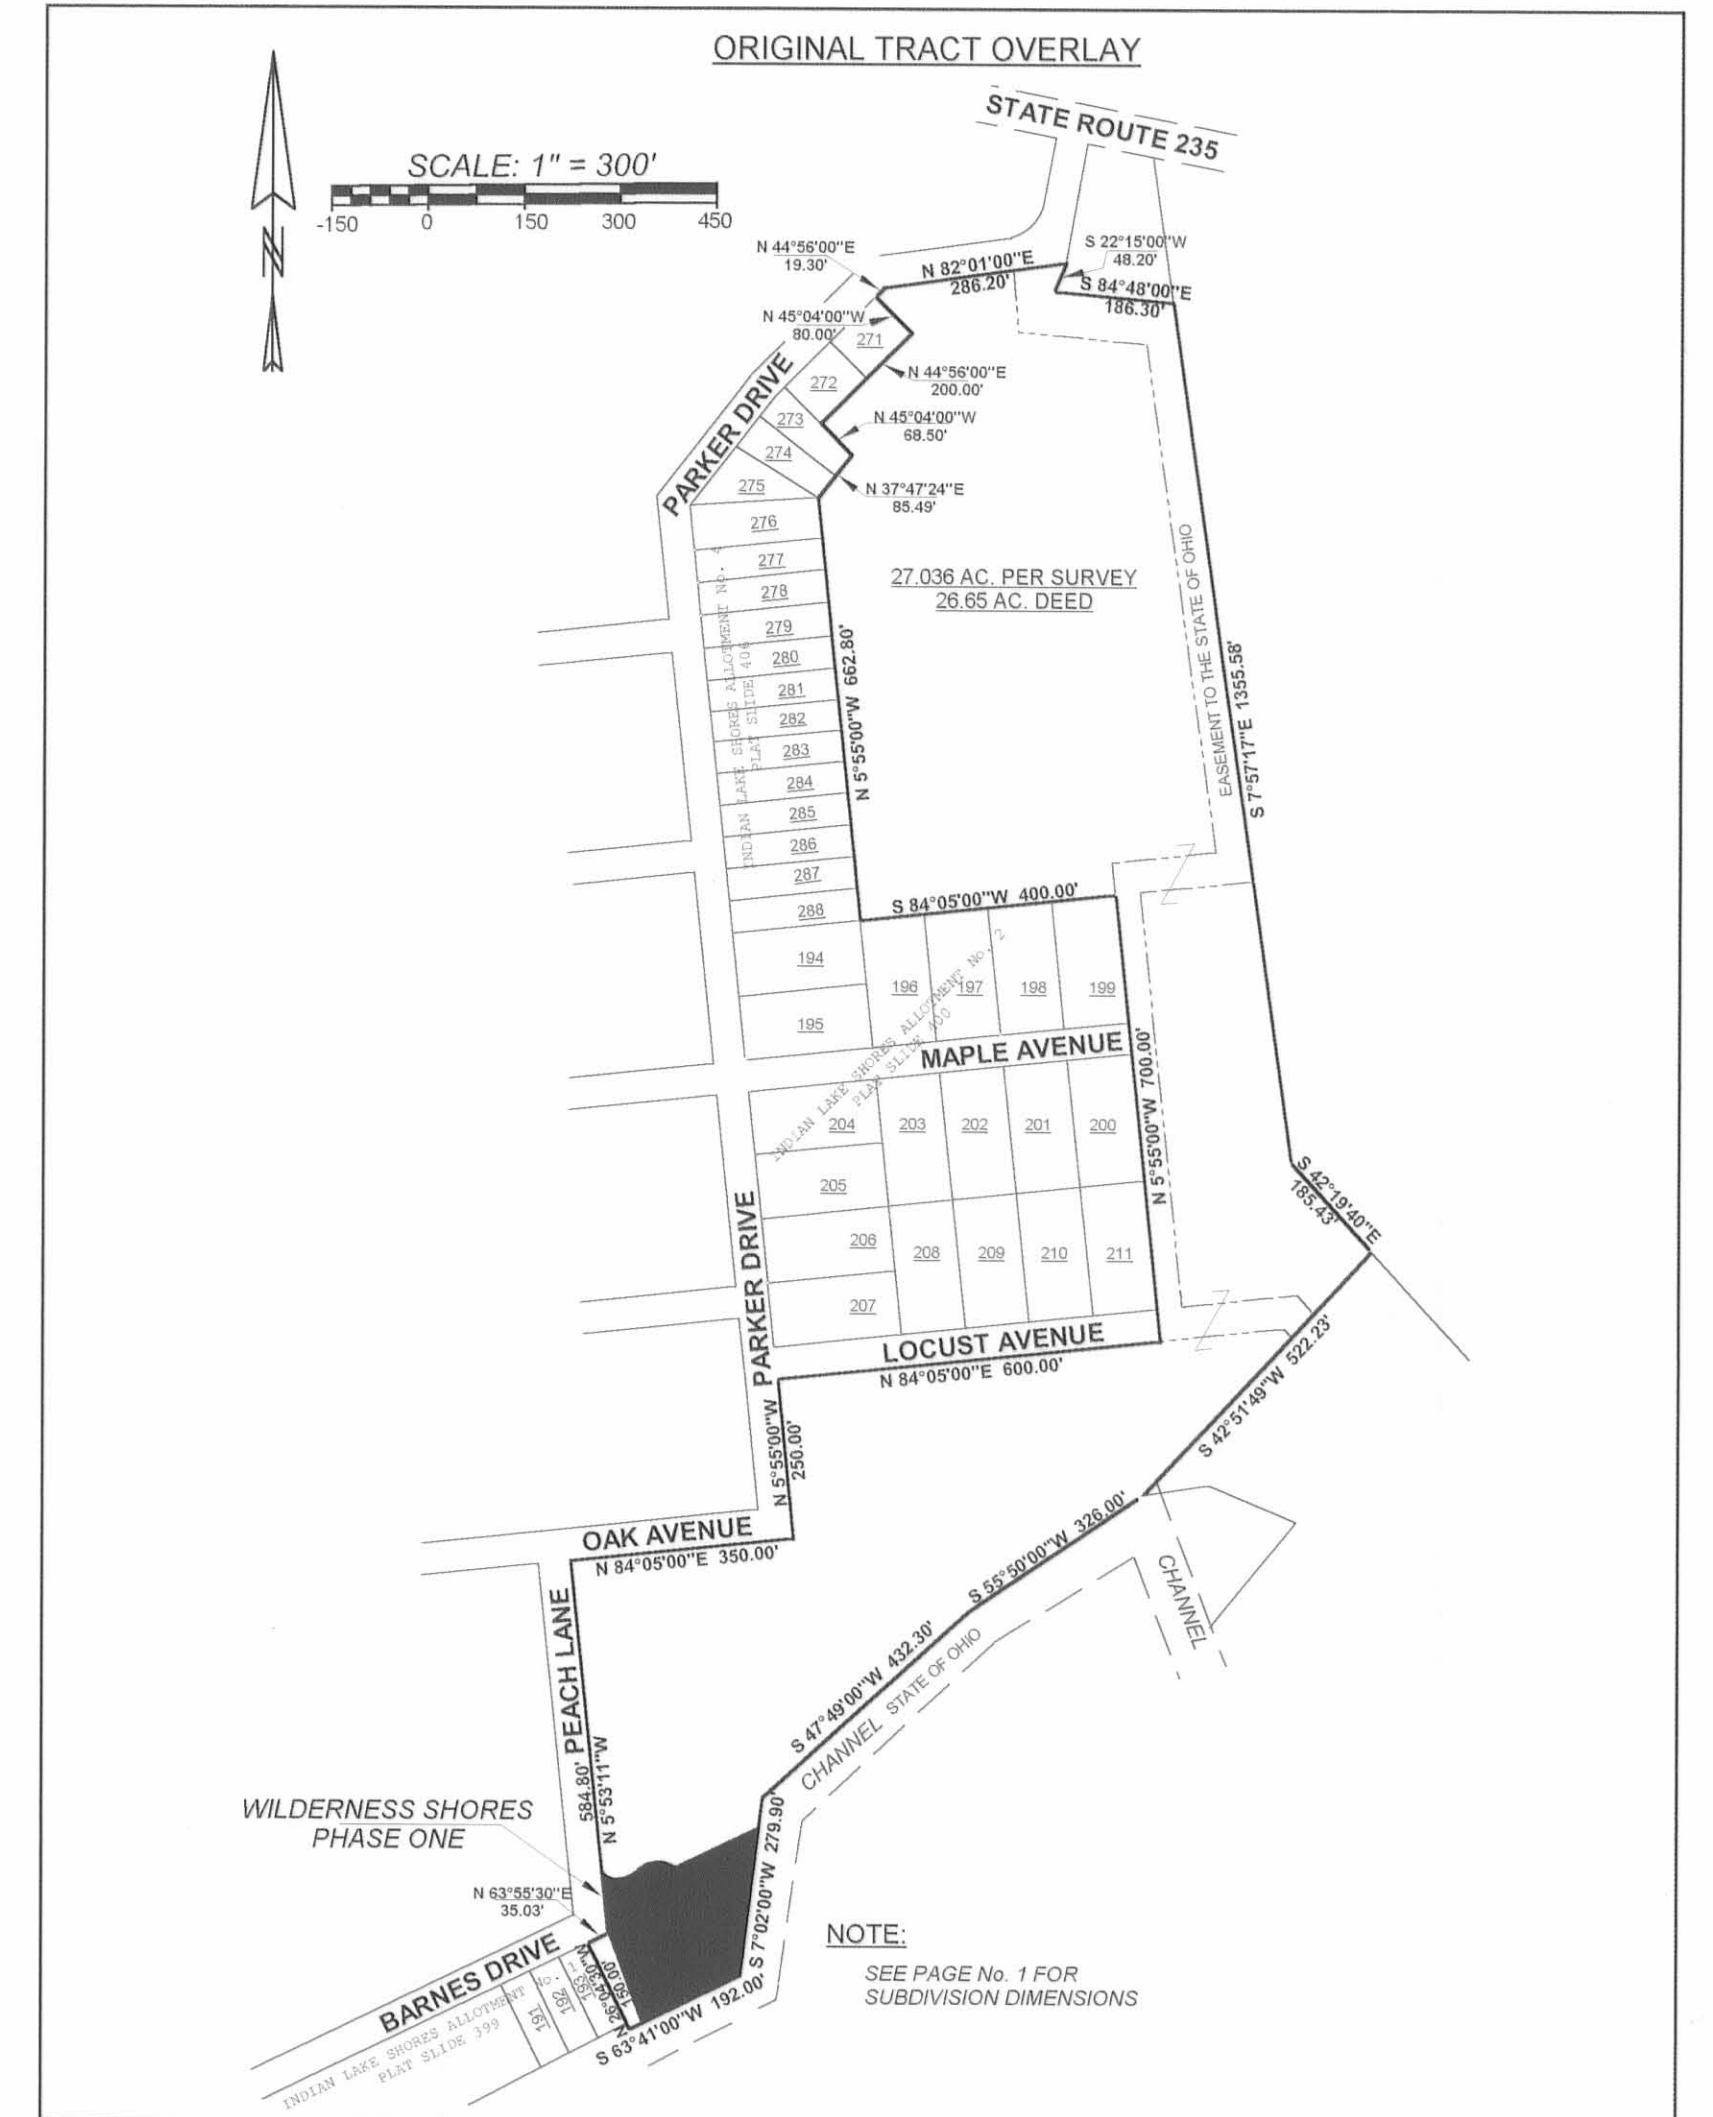 ORIGINAL TRACT OVERLAY
STATE ROUTE 235
SCALE: 1" = 300'
-150 0 150 300 450
N
N 44°56'00"E
19.30'
N 82°01'00"E
286.20'
S 22°15'00"W
48.20'
S 84°48'00"E
186.30'
N 45°04'00"W
80.00'
271
N 44°56'00"E
200.00'
272
PARKER DRIVE
273
N 45°04'00"W
68.50'
274
275
N 37°47'24"E
85.49'
276
277
278
279
280
281
282
283
284
285
286
287
288
INDIAN LAKE SHORES ALLOTMENT No. 4
PLAT SLIDE 406
27.036 AC. PER SURVEY
26.65 AC. DEED
N 5°55'00"W 662.80'
EASEMENT TO THE STATE OF OHIO
S 7°57'17"E 1355.58'
S 84°05'00"W 400.00'
Z
194
195
196
197
198
199
INDIAN LAKE SHORES ALLOTMENT No. 2
PLAT SLIDE 400
MAPLE AVENUE
N 5°55'00"W 700.00'
204
203
202
201
200
205
206
207
208
209
210
211
S 42°19'40"E
185.43'
PARKER DRIVE
LOCUST AVENUE
N 84°05'00"E 600.00'
Z
S 42°51'49"W 522.23'
N 5°55'00"W
250.00'
OAK AVENUE
N 84°05'00"E 350.00'
S 55°50'00"W 326.00'
CHANNEL
S 47°49'00"W 432.30'
CHANNEL STATE OF OHIO
584.80' PEACH LANE
N 5°53'11"W
WILDERNESS SHORES
PHASE ONE
S 7°02'00"W 279.90'
N 63°55'30"E
35.03'
BARNES DRIVE
INDIAN LAKE SHORES ALLOTMENT No. 1
PLAT SLIDE 399
191
192
193
N 26°04'30"W
150.00'
S 63°41'00"W 192.00'
NOTE:
SEE PAGE No. 1 FOR
SUBDIVISION DIMENSIONS